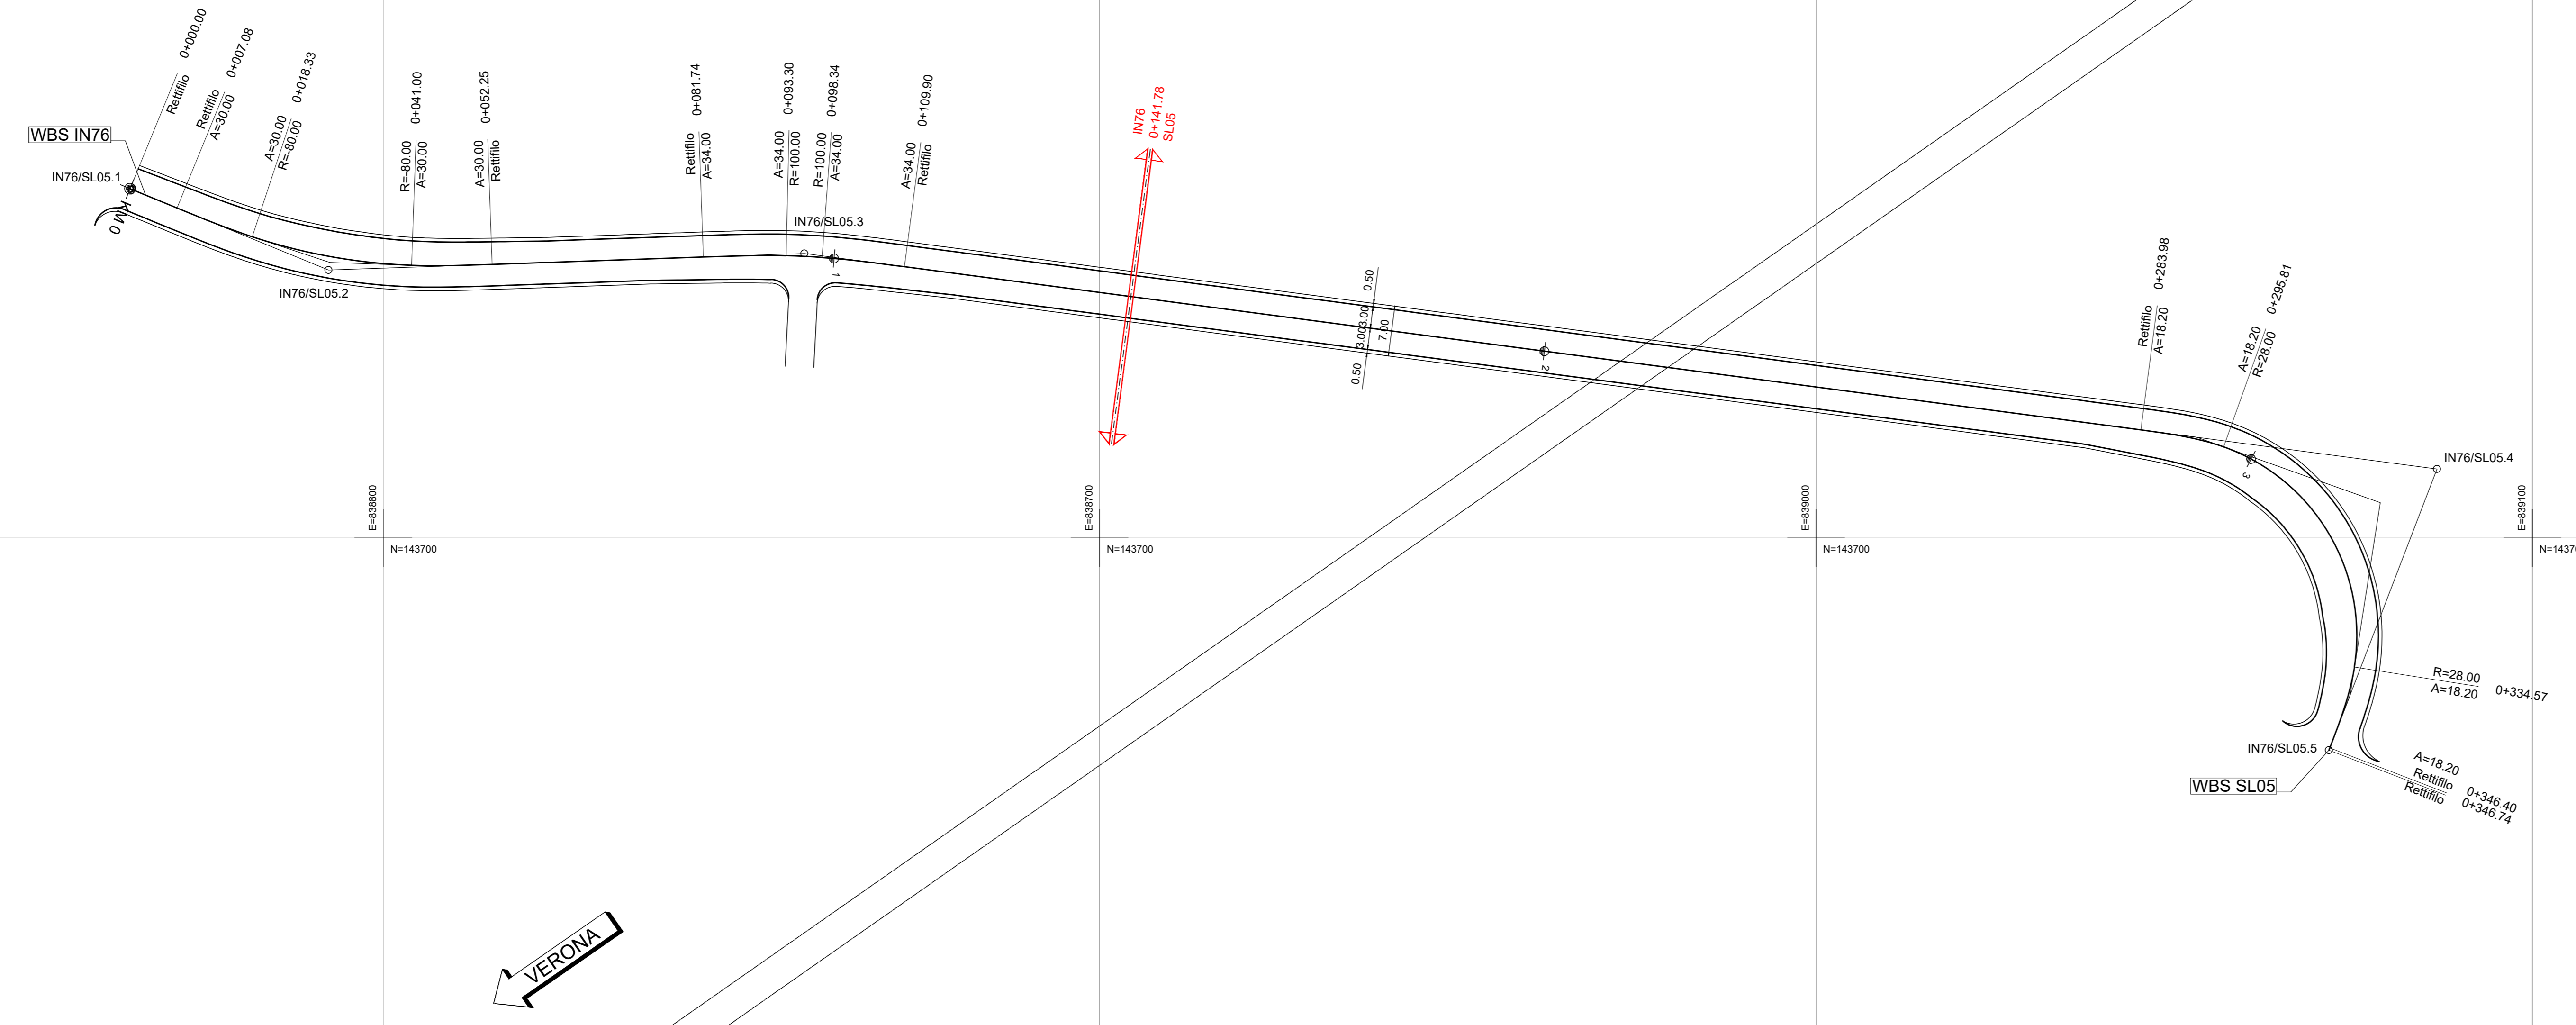 Rettifilo 0+000.00
Rettifilo 0+007.08
A=30.00
A=30.00 0+018.33
R=-80.00
R=-80.00 0+041.00
A=30.00
A=30.00 0+052.25
Rettifilo
Rettifilo 0+081.74
A=34.00
A=34.00 0+093.30
R=100.00
R=100.00 0+098.34
A=34.00
A=34.00 0+109.90
Rettifilo
IN76
0+141.78
SL05
WBS IN76
IN76/SL05.1
KM 0
IN76/SL05.2
IN76/SL05.3
1
0.50
3.00
3.00
7.00
0.50
2
Rettifilo 0+283.98
A=18.20
A=18.20 0+295.81
R=28.00
3
IN76/SL05.4
E=838800
N=143700
E=838700
N=143700
E=839000
N=143700
E=839100
N=1437
R=28.00
A=18.20 0+334.57
IN76/SL05.5
WBS SL05
A=18.20
Rettifilo 0+346.40
Rettifilo 0+346.74
VERONA